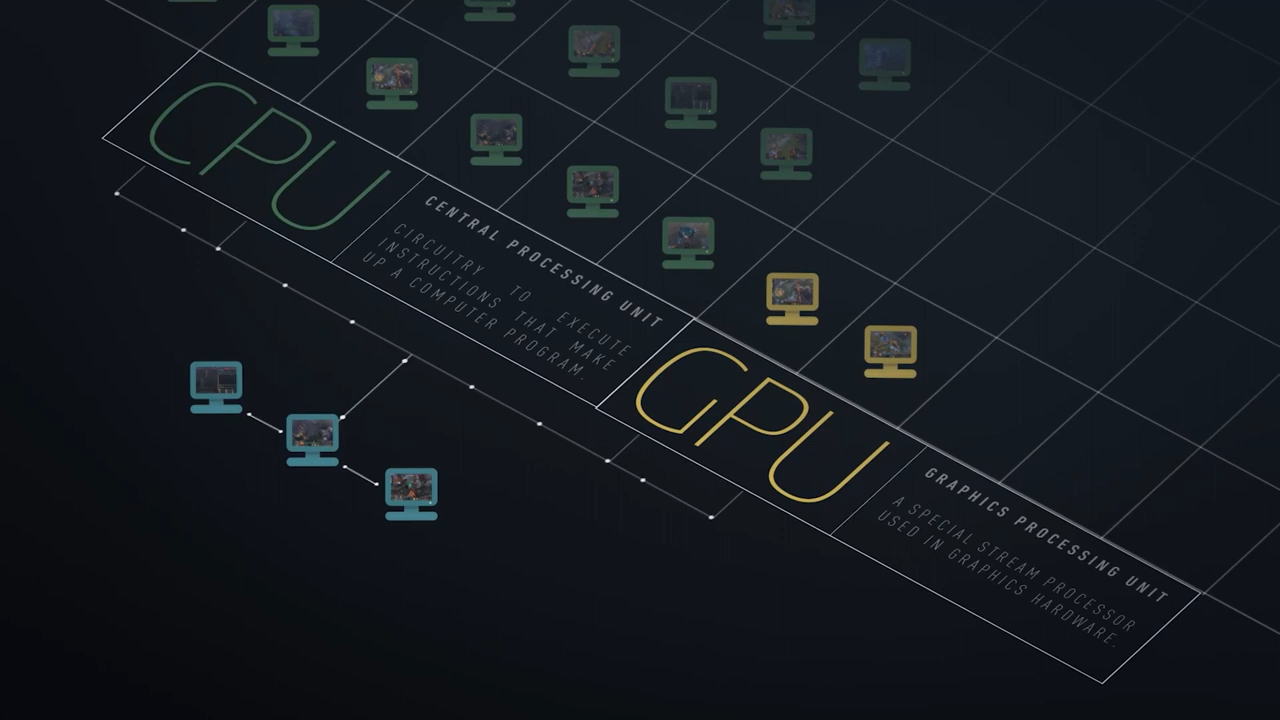 CPU
CENTRAL PROCESSING UNIT
CIRCUITRY TO EXECUTE
INSTRUCTIONS THAT MAKE
UP A COMPUTER PROGRAM.
GPU
GRAPHICS PROCESSING UNIT
A SPECIAL STREAM PROCESSOR
USED IN GRAPHICS HARDWARE.